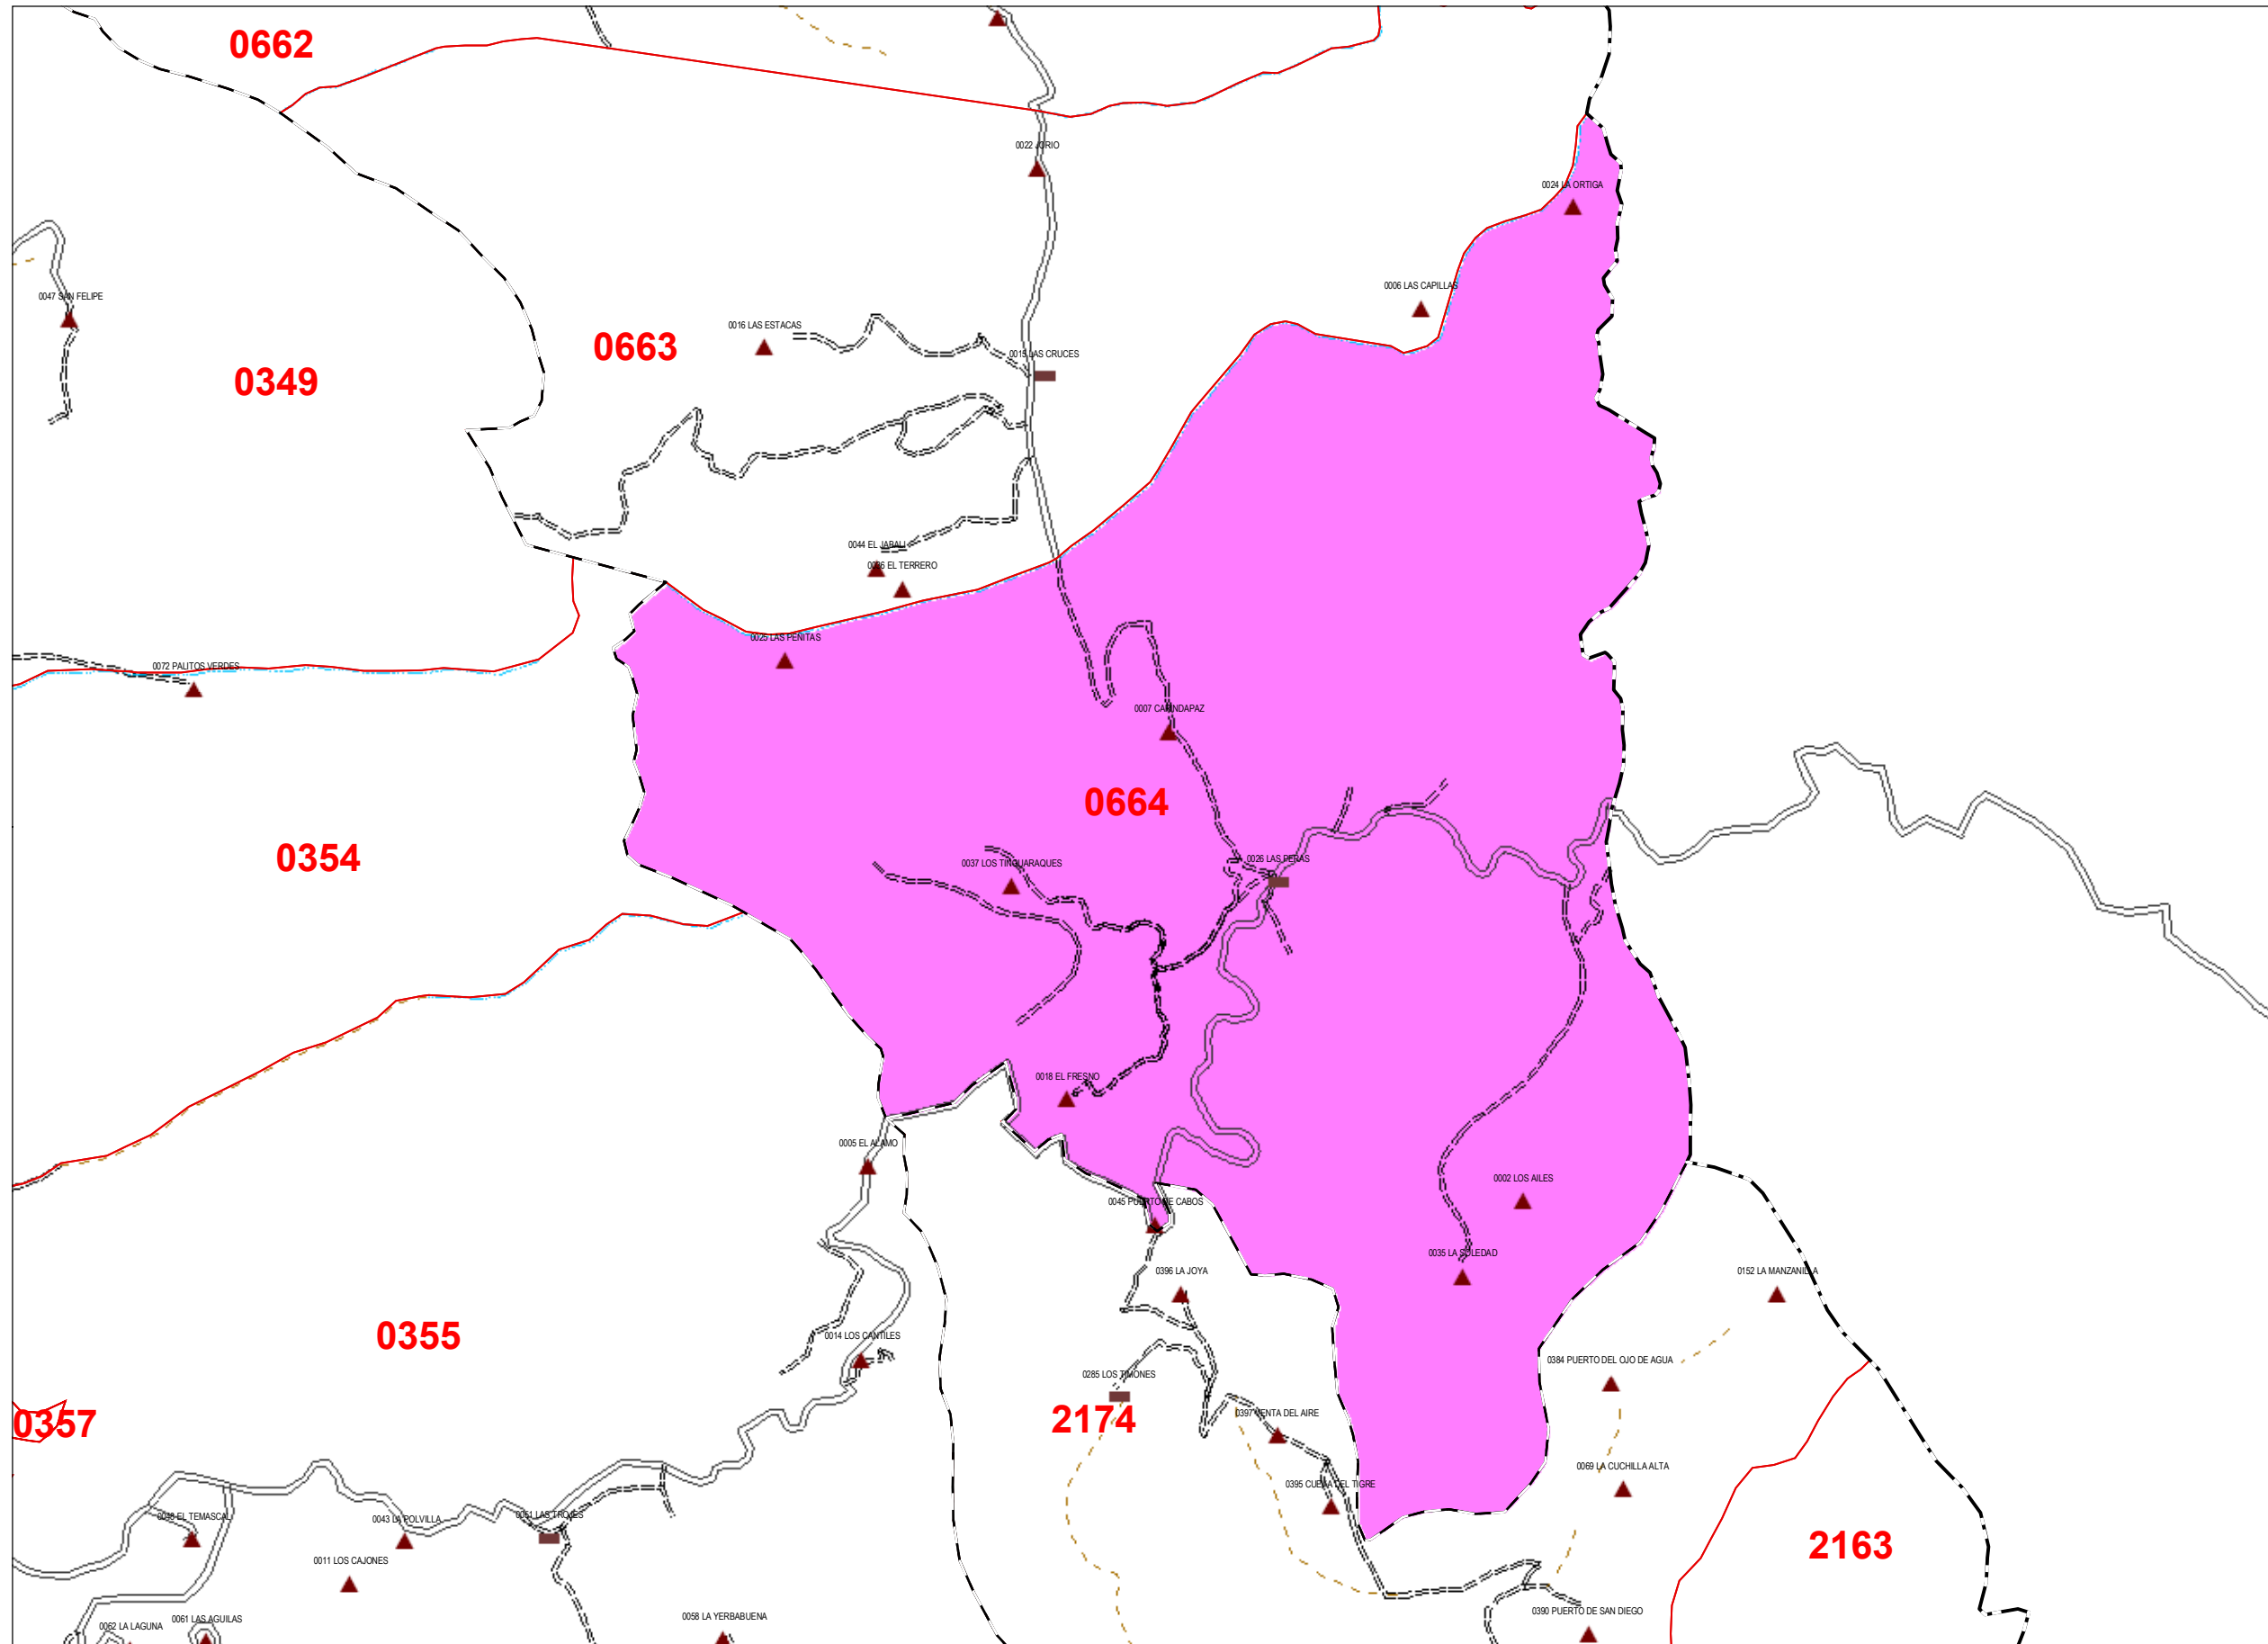 0662
0022 JORIO
0024 LA ORTIGA
0006 LAS CAPILLAS
0047 SAN FELIPE
0016 LAS ESTACAS
0663
0015 LAS CRUCES
0349
0044 EL JABALI
0036 EL TERRERO
0025 LAS PEÑITAS
0072 PALITOS VERDES
0007 CARINDAPAZ
0664
0354
0037 LOS TINGUARAQUES
0026 LAS PERAS
0018 EL FRESNO
0005 EL ALAMO
0045 PUERTO DE CABOS
0002 LOS AILES
0035 LA SOLEDAD
0396 LA JOYA
0152 LA MANZANILLA
0355
0014 LOS CANTILES
0285 LOS TIMONES
0384 PUERTO DEL OJO DE AGUA
0357
2174
0397 VENTA DEL AIRE
0069 LA CUCHILLA ALTA
0395 CUEVA DEL TIGRE
0048 EL TEMASCAL
0043 LA POLVILLA
0051 LAS TROJES
2163
0011 LOS CAJONES
0062 LA LAGUNA
0061 LAS AGUILAS
0058 LA YERBABUENA
0390 PUERTO DE SAN DIEGO